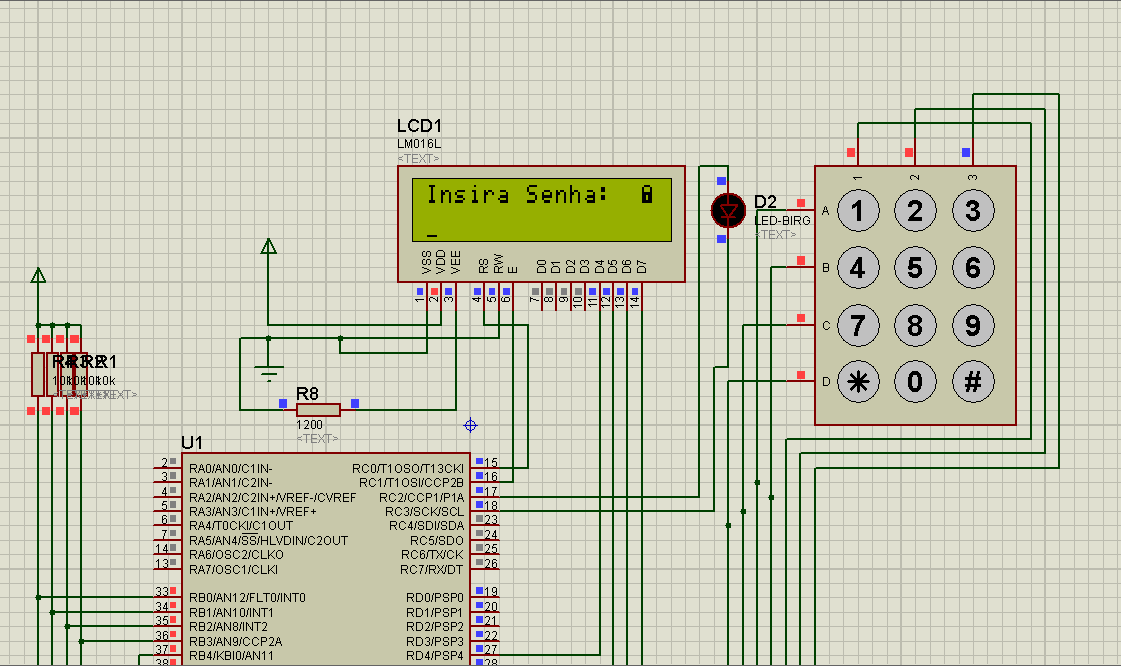 LCD1
LM016L
<TEXT>
Insira Senha:
_
VSS VDD VEE RS RW E D0 D1 D2 D3 D4 D5 D6 D7
1 2 3 4 5 6 7 8 9 10 11 12 13 14
D2
LED-BIRG
<TEXT>
1 2 3
A 1 2 3
B 4 5 6
C 7 8 9
D * 0 #
R8
1200
<TEXT>
U1
2 RA0/AN0/C1IN- RC0/T1OSO/T13CKI 15
3 RA1/AN1/C2IN- RC1/T1OSI/CCP2B 16
4 RA2/AN2/C2IN+/VREF-/CVREF RC2/CCP1/P1A 17
5 RA3/AN3/C1IN+/VREF+ RC3/SCK/SCL 18
6 RA4/T0CKI/C1OUT RC4/SDI/SDA 23
7 RA5/AN4/SS/HLVDIN/C2OUT RC5/SDO 24
14 RA6/OSC2/CLKO RC6/TX/CK 25
13 RA7/OSC1/CLKI RC7/RX/DT 26
33 RB0/AN12/FLT0/INT0 RD0/PSP0 19
34 RB1/AN10/INT1 RD1/PSP1 20
35 RB2/AN8/INT2 RD2/PSP2 21
36 RB3/AN9/CCP2A RD3/PSP3 22
37 RB4/KBI0/AN11 RD4/PSP4 27
38 28